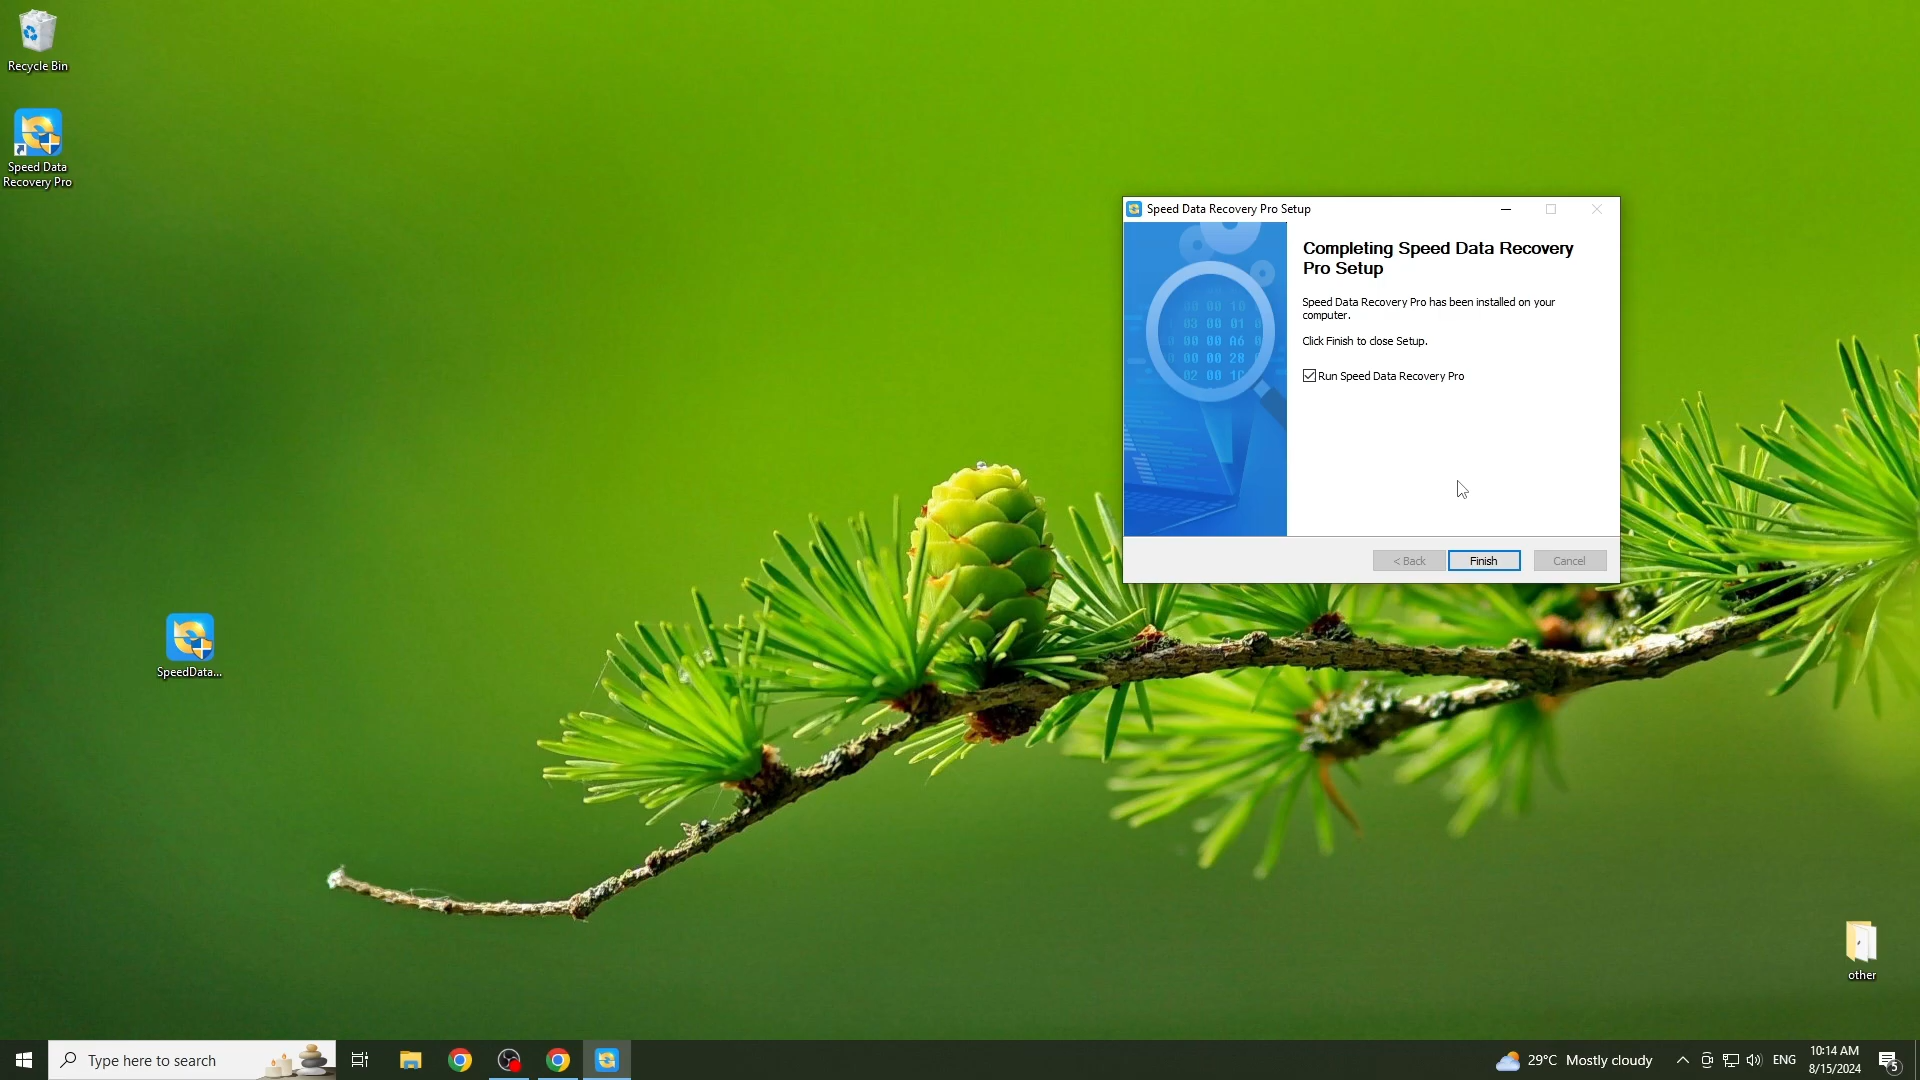 Recycle Bin
Speed Data
Recovery Pro
Speed Data Recovery Pro Setup
Completing Speed Data Recovery
Pro Setup
Speed Data Recovery Pro has been installed on your
computer.
Click Finish to close Setup.
Run Speed Data Recovery Pro
< Back
Finish
Cancel
SpeedData...
other
Type here to search
29°C Mostly cloudy
ENG
10:14 AM
8/15/2024
5